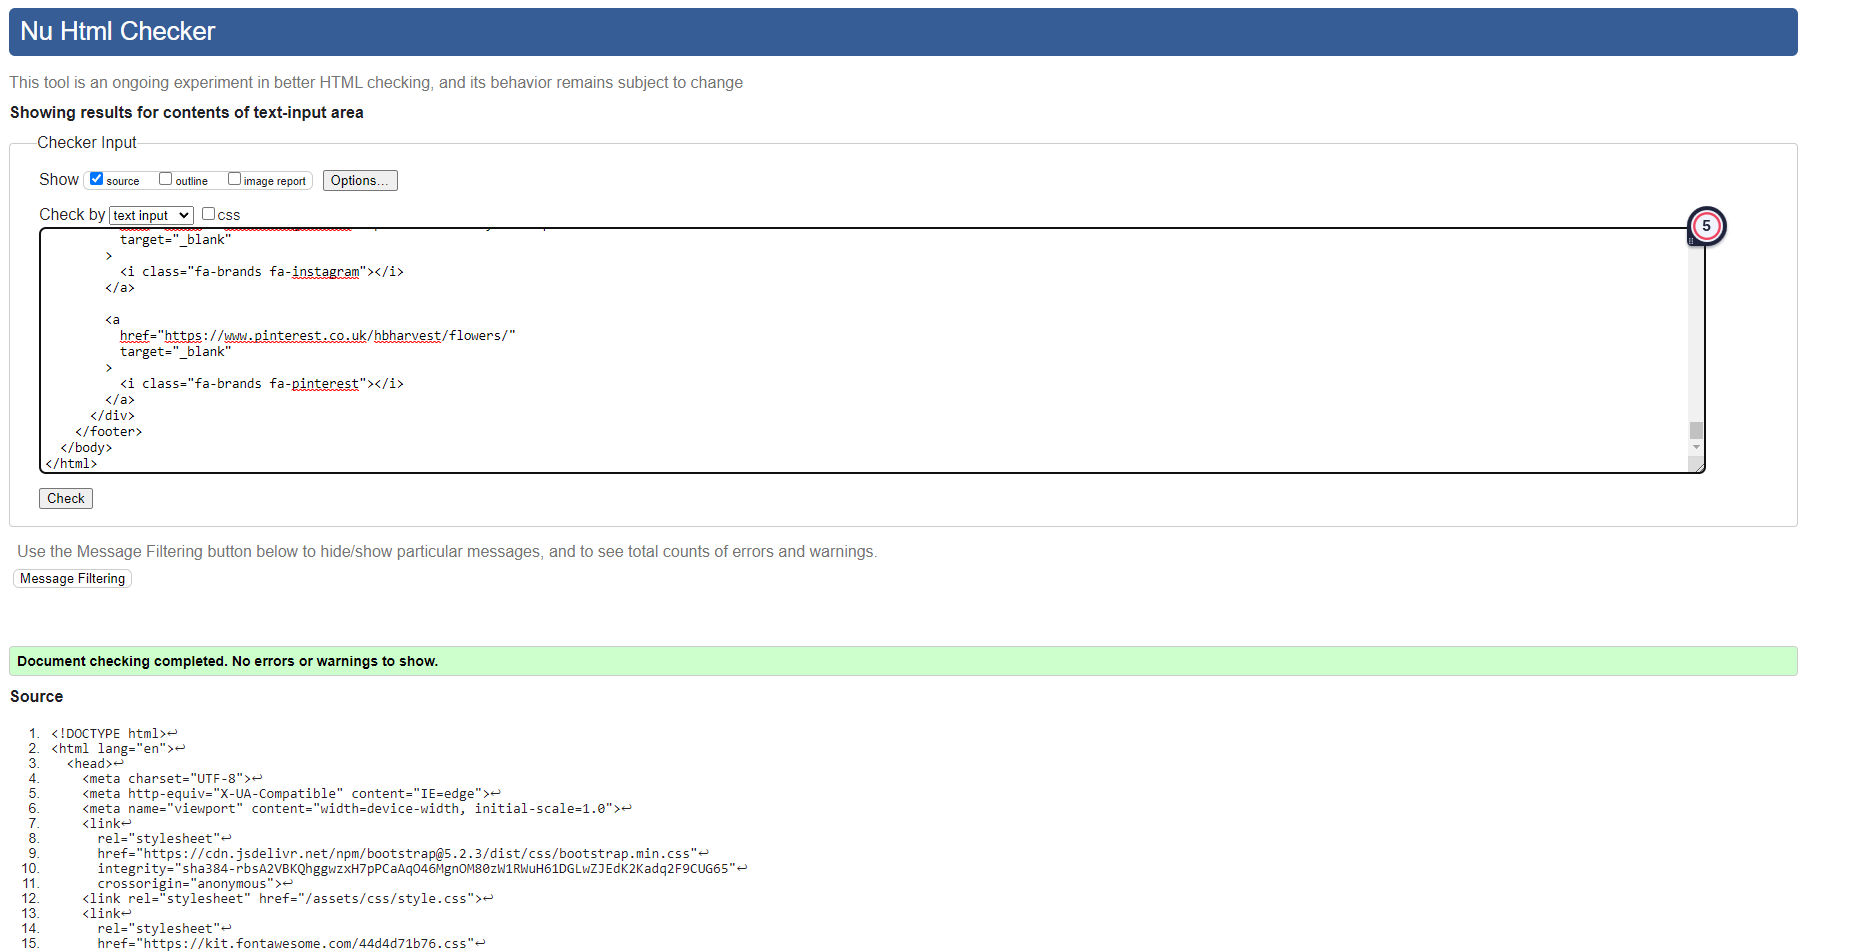 Nu Html Checker
This tool is an ongoing experiment in better HTML checking, and its behavior remains subject to change
Showing results for contents of text-input area
Checker Input
Show source outline image report Options...
Check by text input css
5
target="_blank"
>
<i class="fa-brands fa-instagram"></i>
</a>
<a
href="https://www.pinterest.co.uk/hbharvest/flowers/"
target="_blank"
>
<i class="fa-brands fa-pinterest"></i>
</a>
</div>
</footer>
</body>
</html>
Check
Use the Message Filtering button below to hide/show particular messages, and to see total counts of errors and warnings.
Message Filtering
Document checking completed. No errors or warnings to show.
Source
1. <!DOCTYPE html>↩
2. <html lang="en">↩
3. <head>↩
4. <meta charset="UTF-8">↩
5. <meta http-equiv="X-UA-Compatible" content="IE=edge">↩
6. <meta name="viewport" content="width=device-width, initial-scale=1.0">↩
7. <link↩
8. rel="stylesheet"↩
9. href="https://cdn.jsdelivr.net/npm/bootstrap@5.2.3/dist/css/bootstrap.min.css"↩
10. integrity="sha384-rbsA2VBKQhggwzxH7pPCaAqO46MgnOM80zW1RWuH61DGLwZJEdK2Kadq2F9CUG65"↩
11. crossorigin="anonymous">↩
12. <link rel="stylesheet" href="/assets/css/style.css">↩
13. <link↩
14. rel="stylesheet"↩
15. href="https://kit.fontawesome.com/44d4d71b76.css"↩